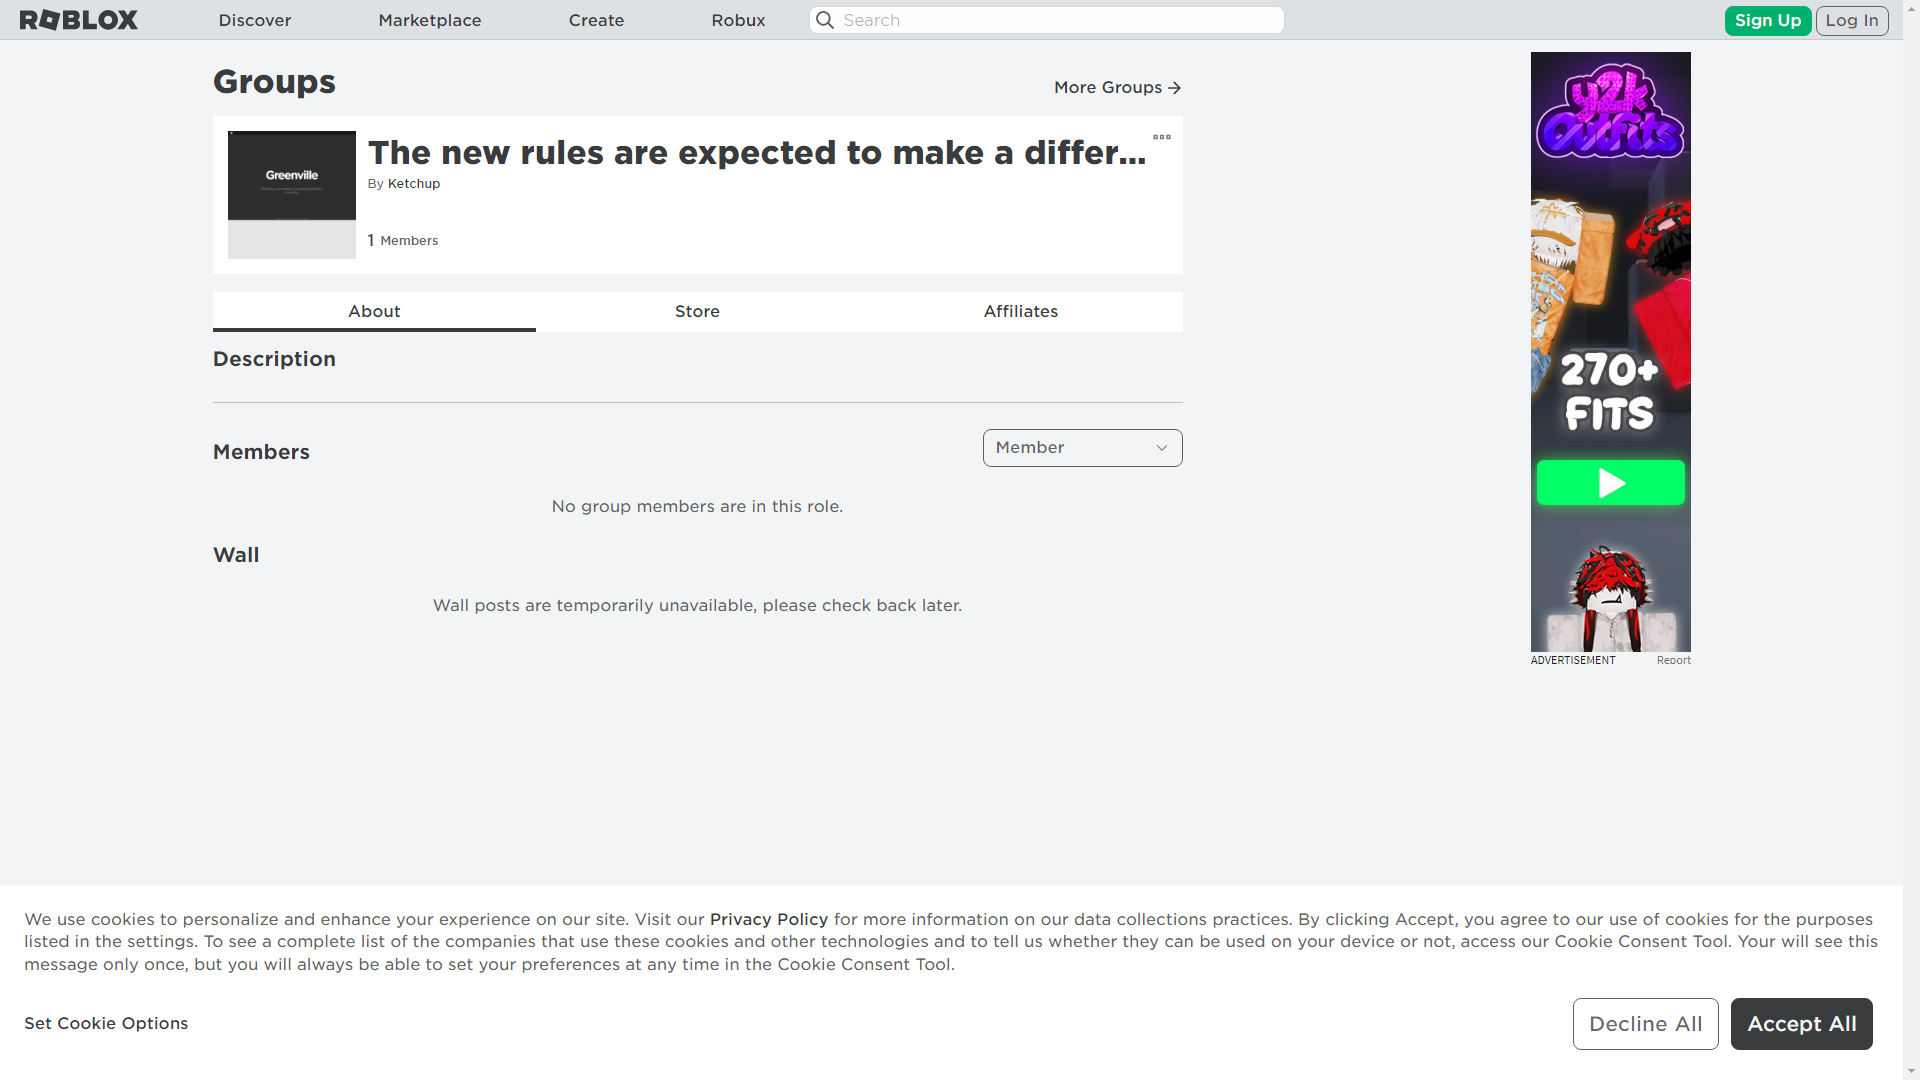 ROBLOX
Discover
Marketplace
Create
Robux
Search
Sign Up
Log In
Groups
More Groups
Greenville
The new rules are expected to make a differ...
By Ketchup
1 Members
About
Store
Affiliates
Description
Members
Member
No group members are in this role.
Wall
Wall posts are temporarily unavailable, please check back later.
y2k
Outfits
270+
FITS
ADVERTISEMENT
Report
We use cookies to personalize and enhance your experience on our site. Visit our Privacy Policy for more information on our data collections practices. By clicking Accept, you agree to our use of cookies for the purposes
listed in the settings. To see a complete list of the companies that use these cookies and other technologies and to tell us whether they can be used on your device or not, access our Cookie Consent Tool. Your will see this
message only once, but you will always be able to set your preferences at any time in the Cookie Consent Tool.
Set Cookie Options
Decline All
Accept All